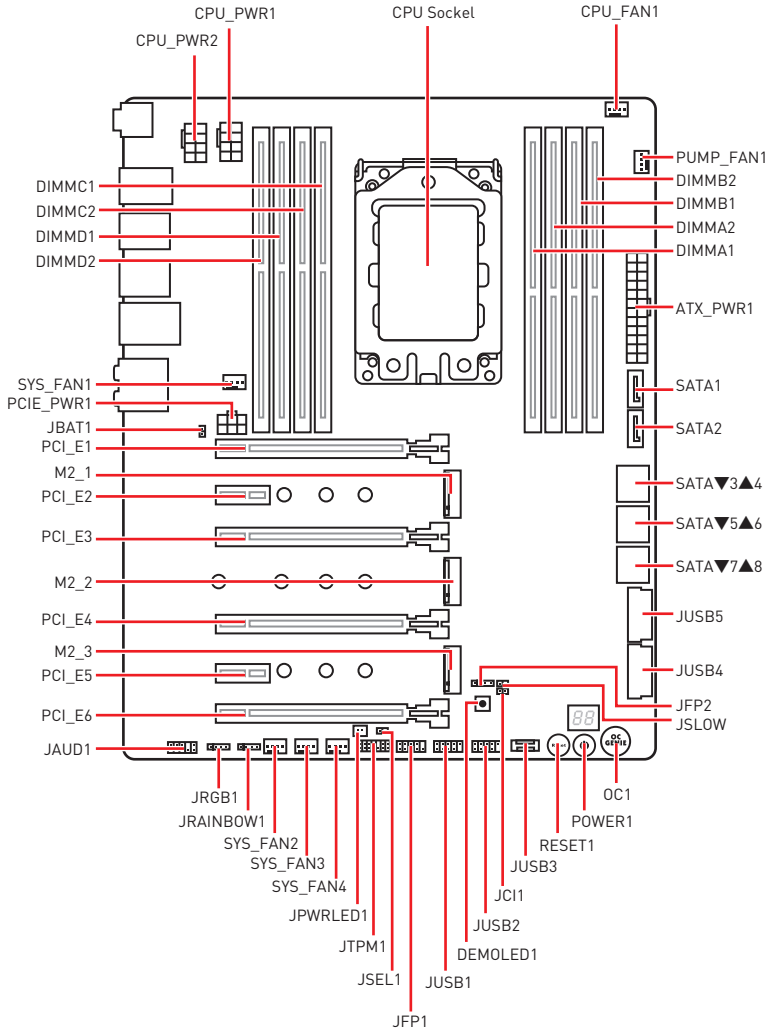 CPU_PWR1
CPU Sockel
CPU_FAN1
CPU_PWR2
PUMP_FAN1
DIMMC1
DIMMB2
DIMMC2
DIMMB1
DIMMD1
DIMMA2
DIMMD2
DIMMA1
ATX_PWR1
SYS_FAN1
SATA1
PCIE_PWR1
JBAT1
SATA2
PCI_E1
M2_1
SATA▼3▲4
PCI_E2
SATA▼5▲6
PCI_E3
SATA▼7▲8
M2_2
JUSB5
PCI_E4
M2_3
JUSB4
PCI_E5
JFP2
PCI_E6
JSLOW
88
OC GENIE
JAUD1
OC1
JRGB1
POWER1
JRAINBOW1
RESET1
SYS_FAN2
JUSB3
SYS_FAN3
SYS_FAN4
JCI1
JPWRLED1
JUSB2
JTPM1
DEMOLED1
JSEL1
JUSB1
JFP1